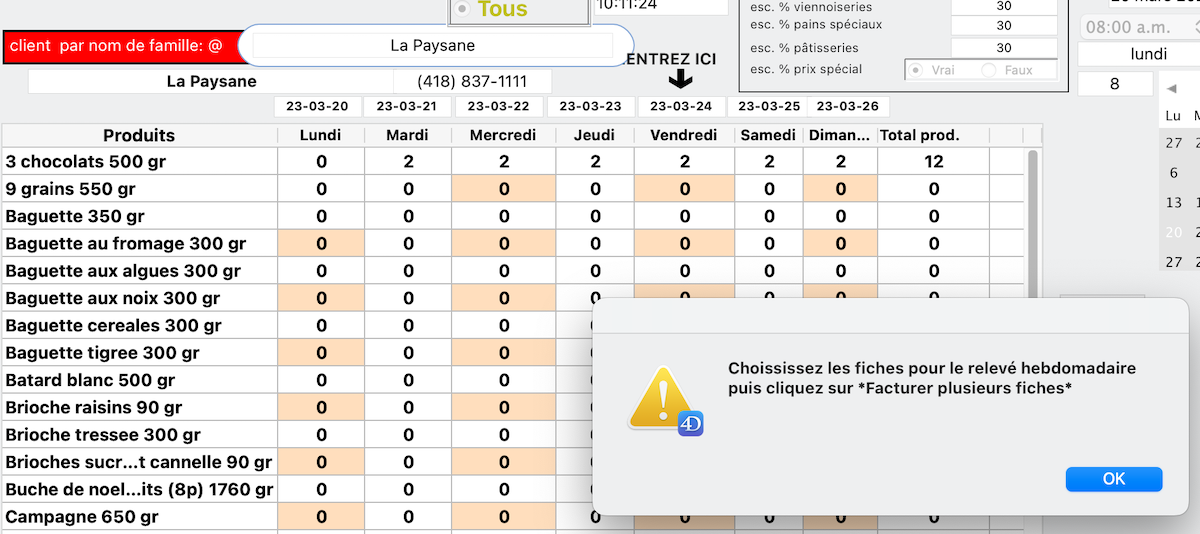 Tous
10:11:24
esc. % viennoiseries 30
esc. % pains spéciaux 30
esc. % pâtisseries 30
esc. % prix spécial Vrai Faux
08:00 a.m.
lundi
8
client par nom de famille: @ La Paysane
ENTREZ ICI
La Paysane (418) 837-1111
23-03-20 23-03-21 23-03-22 23-03-23 23-03-24 23-03-25 23-03-26
Produits Lundi Mardi Mercredi Jeudi Vendredi Samedi Diman... Total prod.
3 chocolats 500 gr 0 2 2 2 2 2 2 12
9 grains 550 gr 0 0 0 0 0 0 0 0
Baguette 350 gr 0 0 0 0 0 0 0 0
Baguette au fromage 300 gr 0 0 0 0 0 0 0 0
Baguette aux algues 300 gr 0 0 0 0 0 0 0 0
Baguette aux noix 300 gr 0 0 0 0 0 0 0 0
Baguette cereales 300 gr 0 0 0
Baguette tigree 300 gr 0 0 0
Batard blanc 500 gr 0 0 0
Brioche raisins 90 gr 0 0 0
Brioche tressee 300 gr 0 0 0
Brioches sucr...t cannelle 90 gr 0 0 0
Buche de noel...its (8p) 1760 gr 0 0 0
Campagne 650 gr 0 0 0 0 0 0 0 0
Lu
27
6
13
20
27
Choississez les fiches pour le relevé hebdomadaire
puis cliquez sur *Facturer plusieurs fiches*
4D
OK